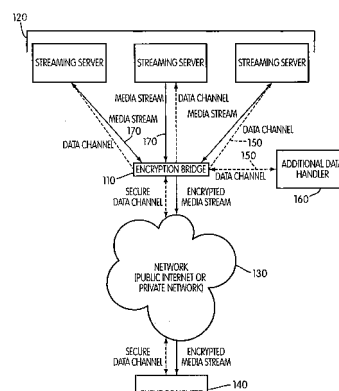 120
STREAMING SERVER
STREAMING SERVER
STREAMING SERVER
MEDIA STREAM
DATA CHANNEL
MEDIA STREAM
MEDIA STREAM
DATA CHANNEL
170
170
150
DATA CHANNEL
150
110
ENCRYPTION BRIDGE
DATA CHANNEL
ADDITIONAL DATA
HANDLER
160
SECURE
DATA CHANNEL
ENCRYPTED
MEDIA STREAM
NETWORK
(PUBLIC INTERNET OR
PRIVATE NETWORK)
130
SECURE
DATA CHANNEL
ENCRYPTED
MEDIA STREAM
140